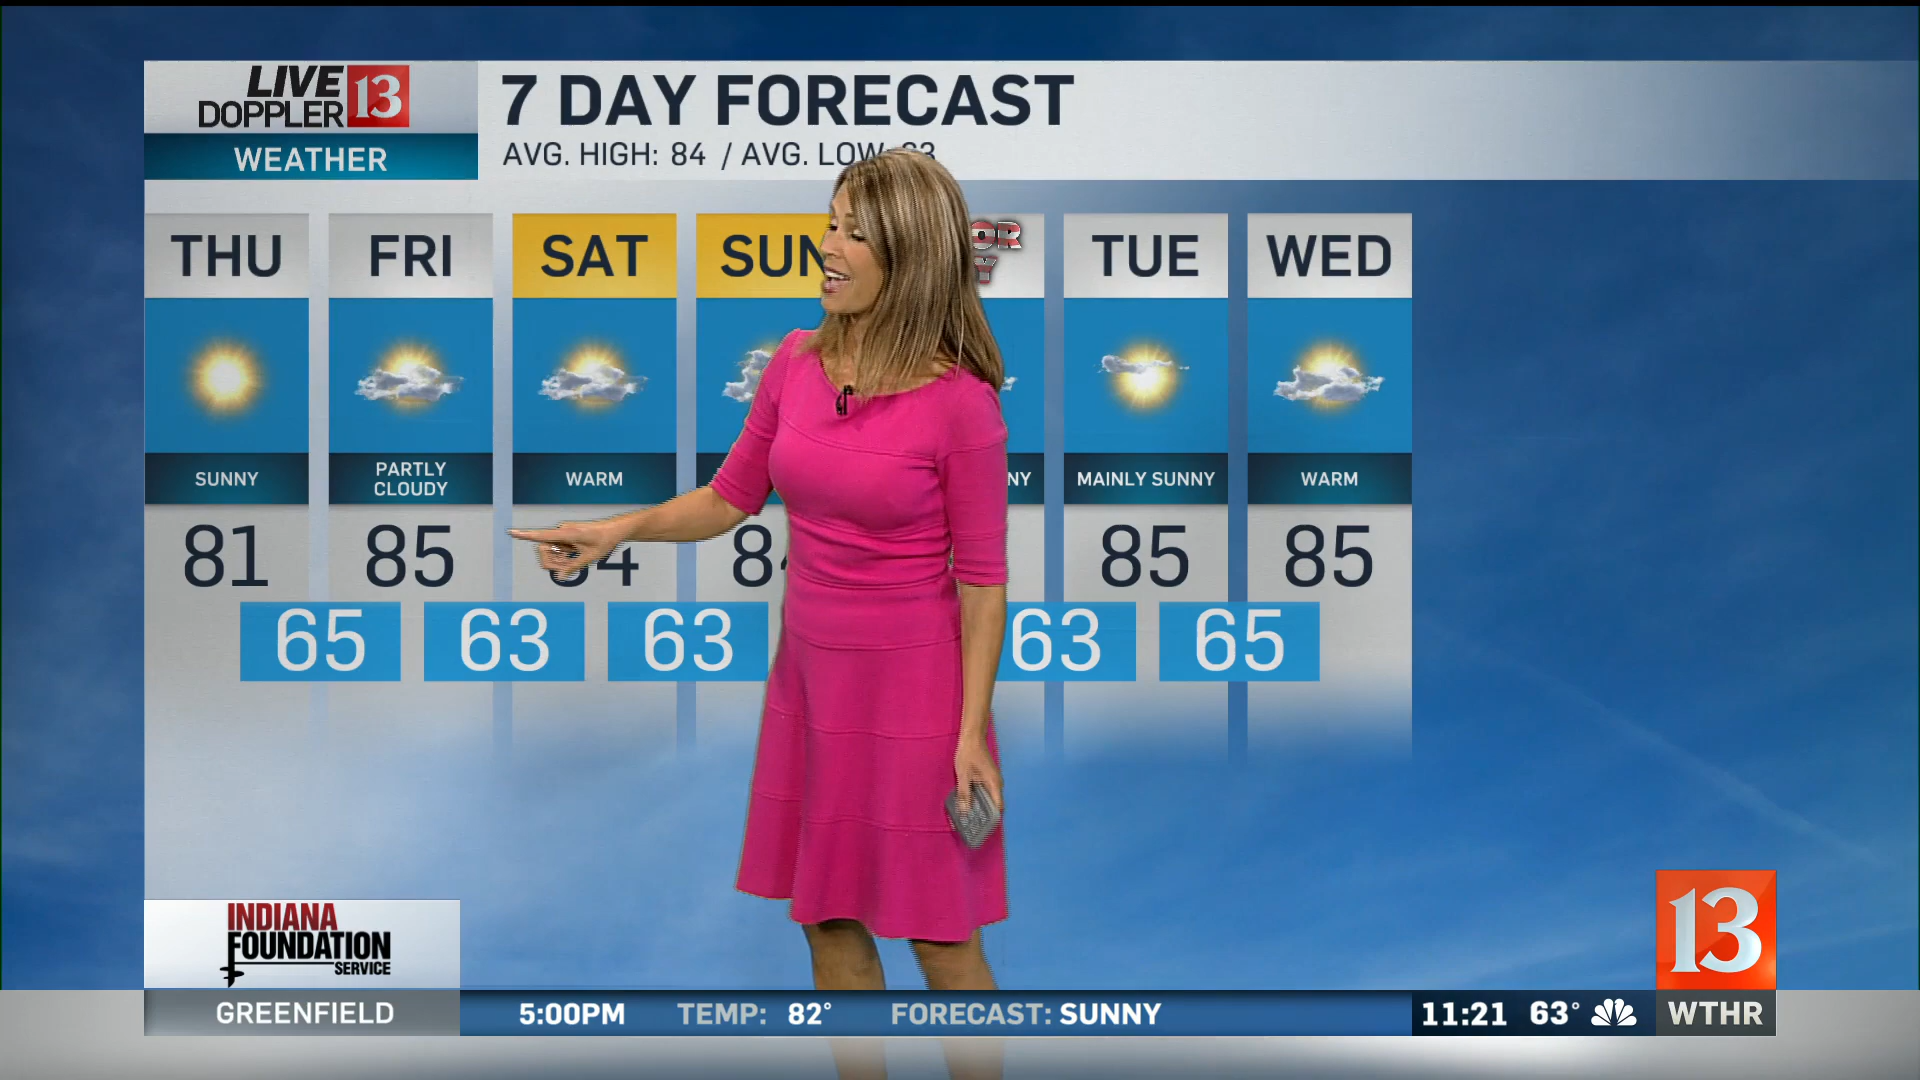 LIVE
DOPPLER 13
WEATHER
7 DAY FORECAST
AVG. HIGH: 84 / AVG. LOW:
THU
FRI
SAT
SUN
TUE
WED
SUNNY
PARTLY
CLOUDY
WARM
MAINLY SUNNY
WARM
81
85
85
85
65
63
63
63
65
INDIANA
FOUNDATION
SERVICE
GREENFIELD
5:00PM
TEMP: 82°
FORECAST: SUNNY
11:21
63°
13
WTHR